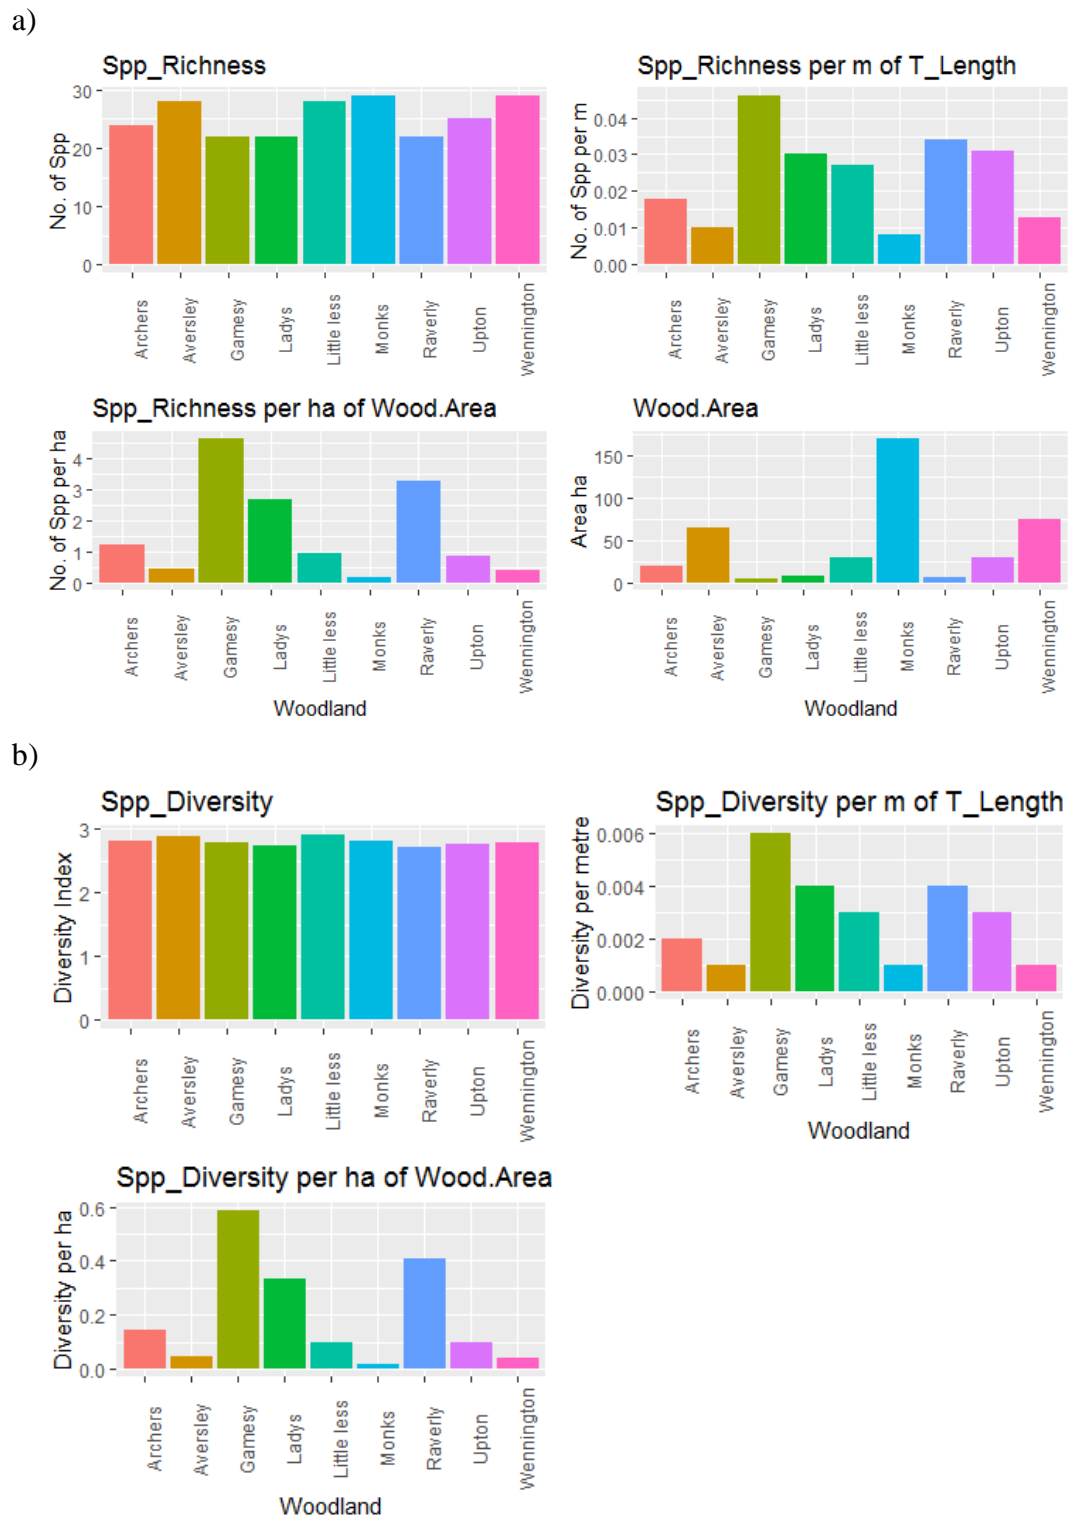 a)
Spp_Richness
No. of Spp
30
20
10
0
Archers
Aversley
Gamesy
Ladys
Little less
Monks
Raverly
Upton
Wennington
Spp_Richness per m of T_Length
No. of Spp per m
0.04
0.03
0.02
0.01
0.00
Archers
Aversley
Gamesy
Ladys
Little less
Monks
Raverly
Upton
Wennington
Spp_Richness per ha of Wood.Area
No. of Spp per ha
4
3
2
1
0
Archers
Aversley
Gamesy
Ladys
Little less
Monks
Raverly
Upton
Wennington
Woodland
Wood.Area
Area ha
150
100
50
0
Archers
Aversley
Gamesy
Ladys
Little less
Monks
Raverly
Upton
Wennington
Woodland
b)
Spp_Diversity
Diversity Index
3
2
1
0
Archers
Aversley
Gamesy
Ladys
Little less
Monks
Raverly
Upton
Wennington
Spp_Diversity per m of T_Length
Diversity per metre
0.006
0.004
0.002
0.000
Archers
Aversley
Gamesy
Ladys
Little less
Monks
Raverly
Upton
Wennington
Woodland
Spp_Diversity per ha of Wood.Area
Diversity per ha
0.6
0.4
0.2
0.0
Archers
Aversley
Gamesy
Ladys
Little less
Monks
Raverly
Upton
Wennington
Woodland